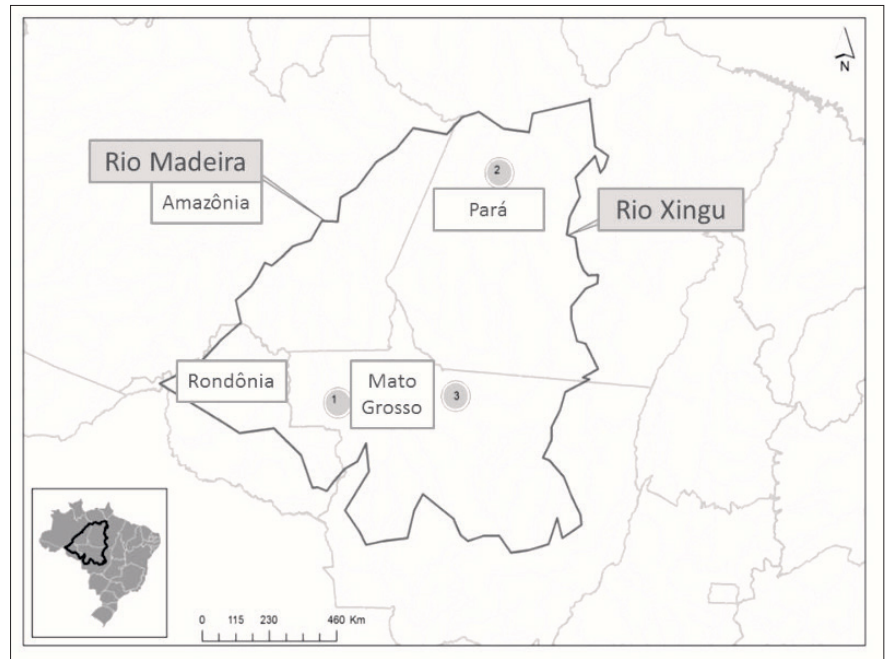 N
Rio Madeira
Amazônia
2
Pará
Rio Xingu
Rondônia
1
Mato
Grosso
3
0 115 230 460 Km